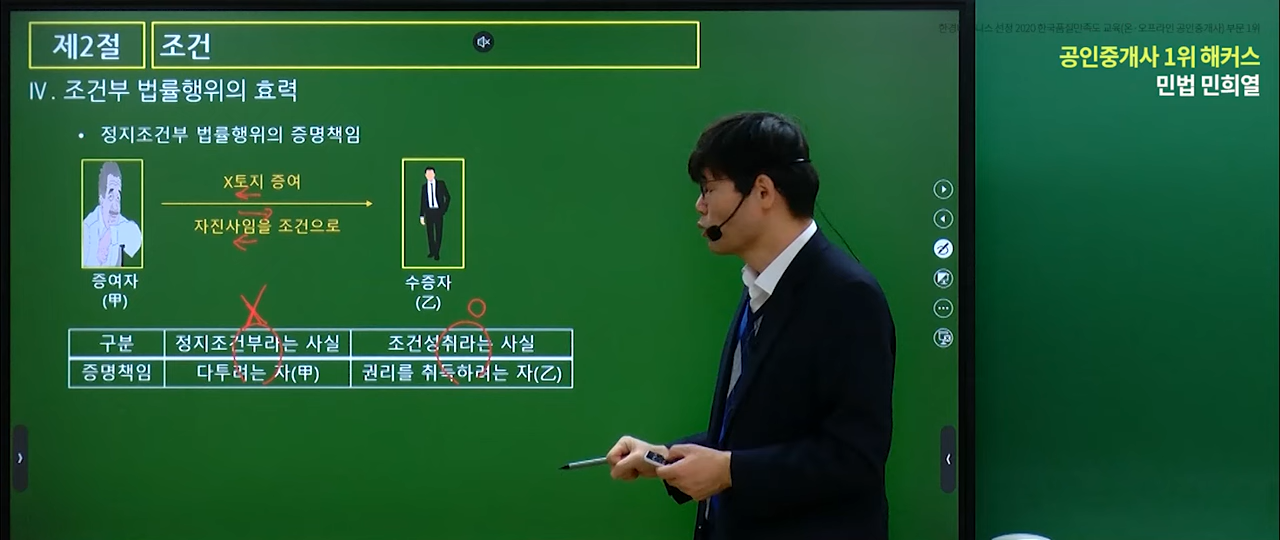 한경비즈니스 선정 2020 한국품질만족도 교육(온·오프라인 공인중개사) 부문 1위
공인중개사 1위 해커스
민법 민희열
제2절 조건
Ⅳ. 조건부 법률행위의 효력
• 정지조건부 법률행위의 증명책임
X토지 증여
자진사임을 조건으로
증여자
(甲)
수증자
(乙)
X
구분 정지조건부라는 사실 조건성취라는 사실
증명책임 다투려는 자(甲) 권리를 취득하려는 자(乙)